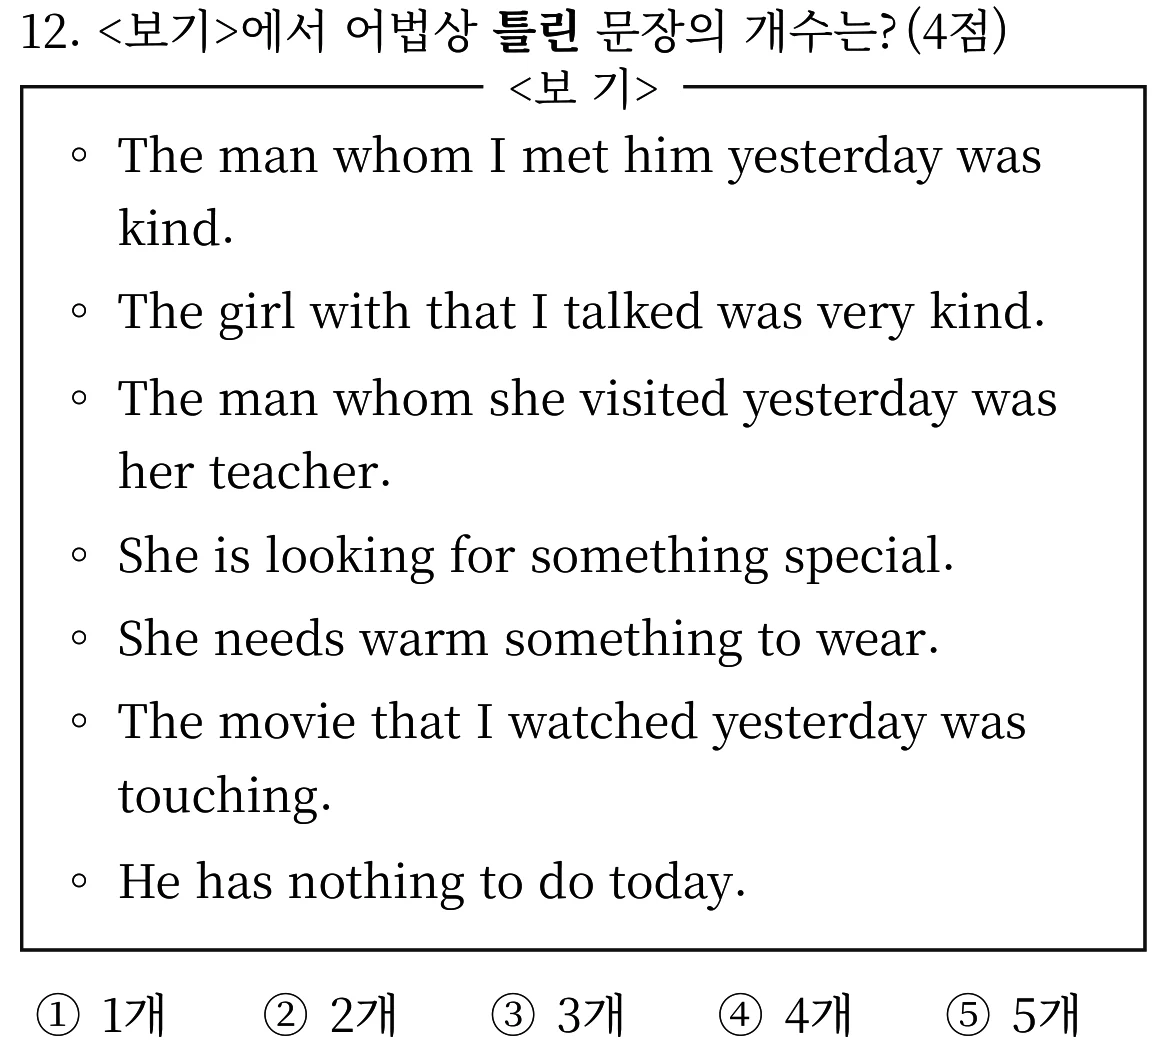 12. <보기>에서 어법상 틀린 문장의 개수는?(4점)
<보 기>
◦ The man whom I met him yesterday was
kind.
◦ The girl with that I talked was very kind.
◦ The man whom she visited yesterday was
her teacher.
◦ She is looking for something special.
◦ She needs warm something to wear.
◦ The movie that I watched yesterday was
touching.
◦ He has nothing to do today.
① 1개 ② 2개 ③ 3개 ④ 4개 ⑤ 5개